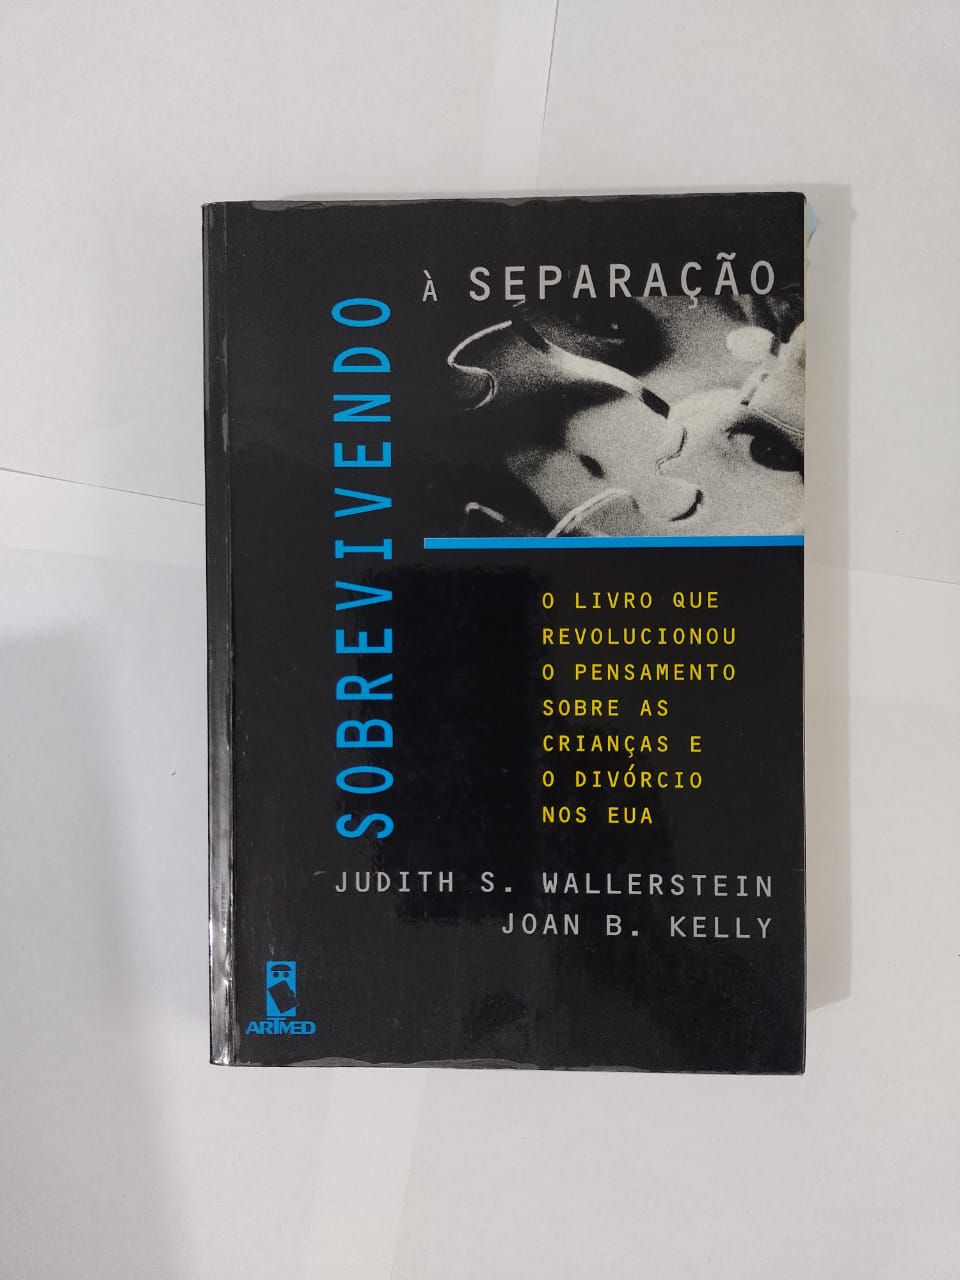 SOBREVIVENDO
À SEPARAÇÃO
O LIVRO QUE
REVOLUCIONOU
O PENSAMENTO
SOBRE AS
CRIANÇAS E
O DIVÓRCIO
NOS EUA
JUDITH S. WALLERSTEIN
JOAN B. KELLY
ARTMED